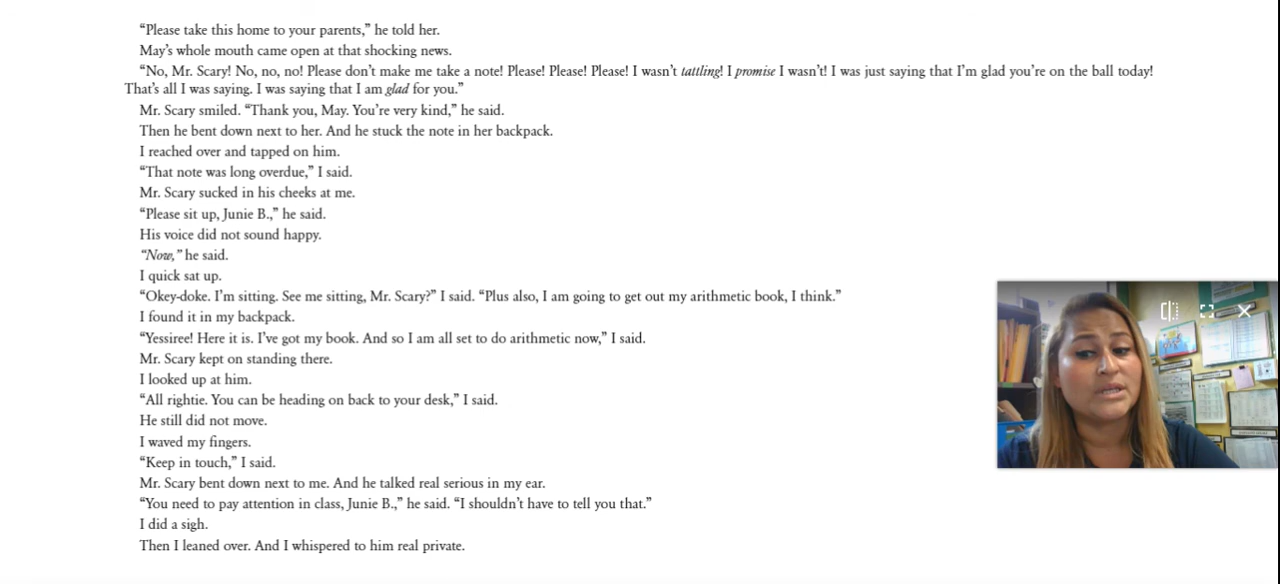 “Please take this home to your parents,” he told her.
May’s whole mouth came open at that shocking news.
“No, Mr. Scary! No, no, no! Please don’t make me take a note! Please! Please! Please! I wasn’t tattling! I promise I wasn’t! I was just saying that I’m glad you’re on the ball today!
That’s all I was saying. I was saying that I am glad for you.”
Mr. Scary smiled. “Thank you, May. You’re very kind,” he said.
Then he bent down next to her. And he stuck the note in her backpack.
I reached over and tapped on him.
“That note was long overdue,” I said.
Mr. Scary sucked in his cheeks at me.
“Please sit up, Junie B.,” he said.
His voice did not sound happy.
“Now,” he said.
I quick sat up.
“Okey-doke. I’m sitting. See me sitting, Mr. Scary?” I said. “Plus also, I am going to get out my arithmetic book, I think.”
I found it in my backpack.
“Yessiree! Here it is. I’ve got my book. And so I am all set to do arithmetic now,” I said.
Mr. Scary kept on standing there.
I looked up at him.
“All rightie. You can be heading on back to your desk,” I said.
He still did not move.
I waved my fingers.
“Keep in touch,” I said.
Mr. Scary bent down next to me. And he talked real serious in my ear.
“You need to pay attention in class, Junie B.,” he said. “I shouldn’t have to tell you that.”
I did a sigh.
Then I leaned over. And I whispered to him real private.